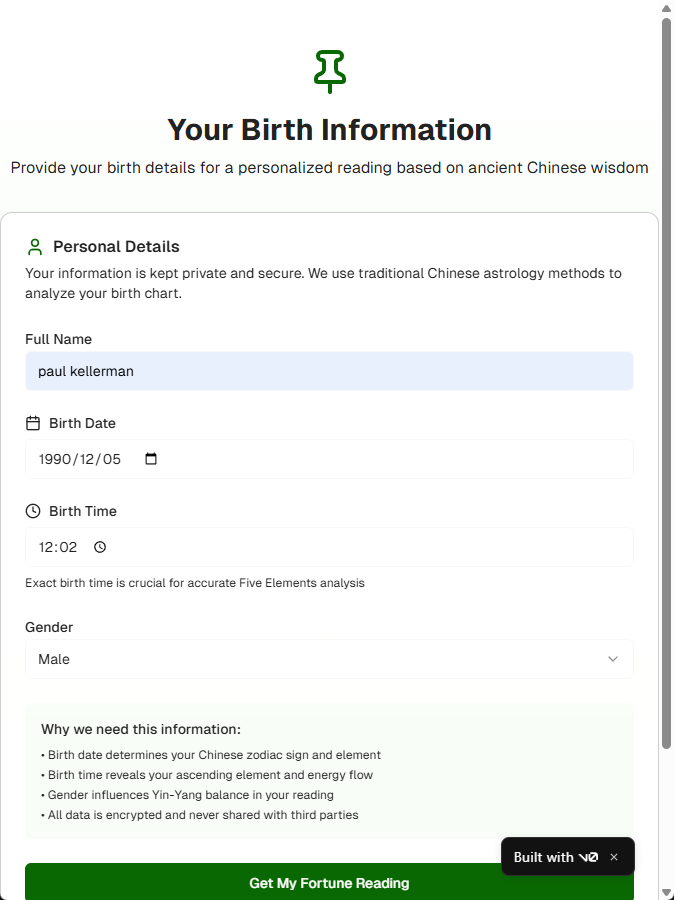 Your Birth Information
Provide your birth details for a personalized reading based on ancient Chinese wisdom
Personal Details
Your information is kept private and secure. We use traditional Chinese astrology methods to
analyze your birth chart.
Full Name
paul kellerman
Birth Date
1990/12/05
Birth Time
12:02
Exact birth time is crucial for accurate Five Elements analysis
Gender
Male
Why we need this information:
• Birth date determines your Chinese zodiac sign and element
• Birth time reveals your ascending element and energy flow
• Gender influences Yin-Yang balance in your reading
• All data is encrypted and never shared with third parties
Built with v0
Get My Fortune Reading